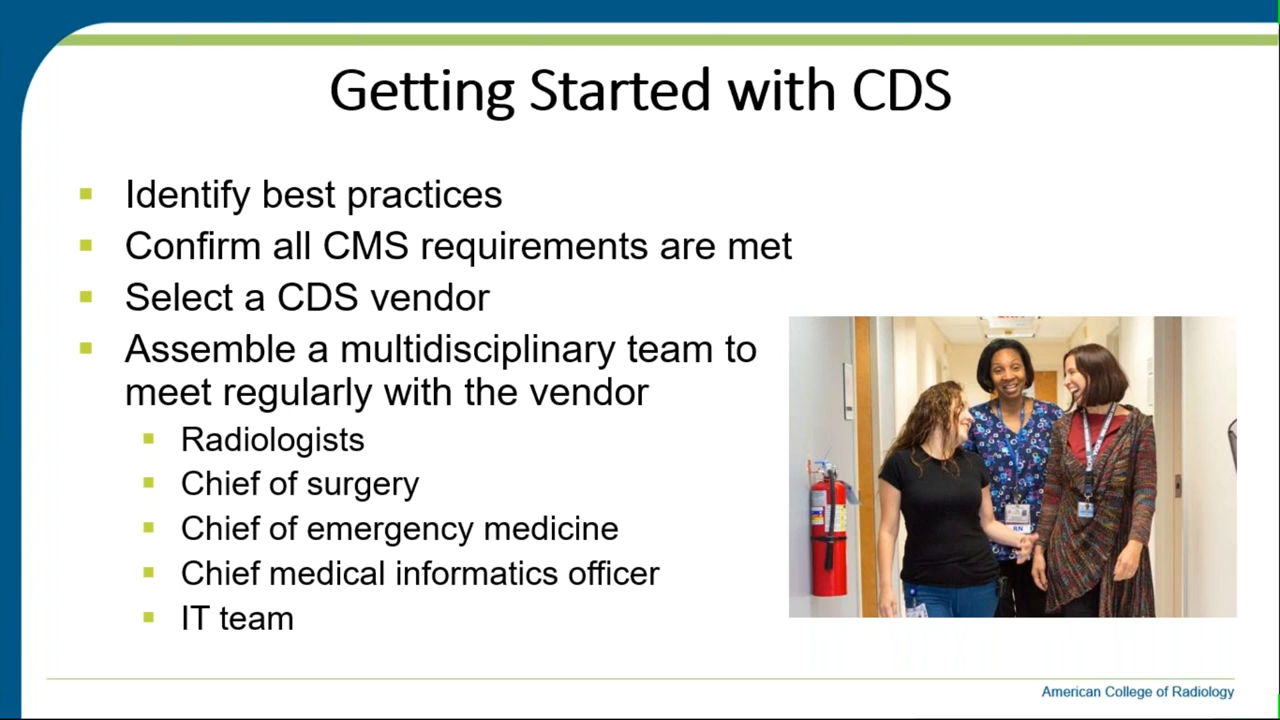 Getting Started with CDS
Identify best practices
Confirm all CMS requirements are met
Select a CDS vendor
Assemble a multidisciplinary team to
meet regularly with the vendor
Radiologists
Chief of surgery
Chief of emergency medicine
Chief medical informatics officer
IT team
RN
American College of Radiology